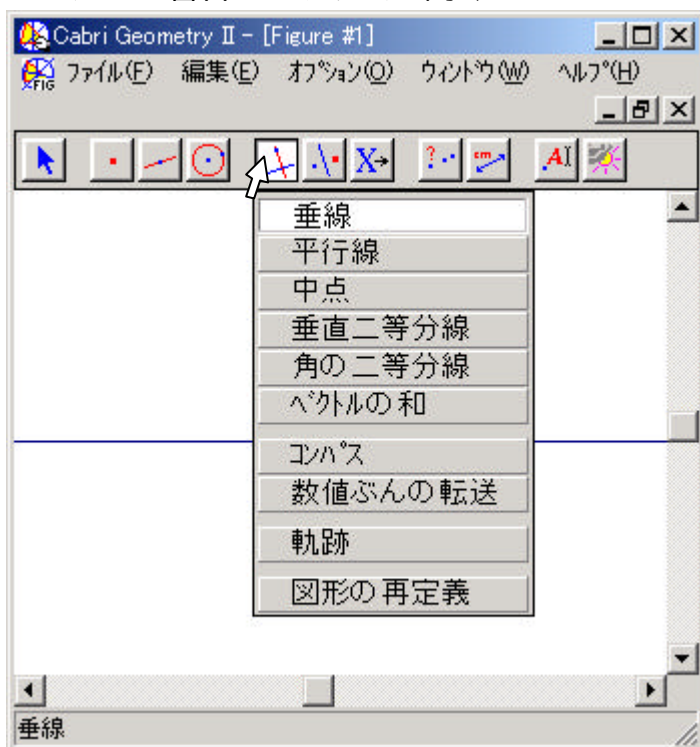 Cabri Geometry II - [Figure #1]
FIG ファイル(F) 編集(E) オプション(O) ウィンドウ(W) ヘルプ(H)
X ? cm AI
垂線
平行線
中点
垂直二等分線
角の二等分線
ベクトルの和
コンパス
数値ぶんの転送
軌跡
図形の再定義
垂線